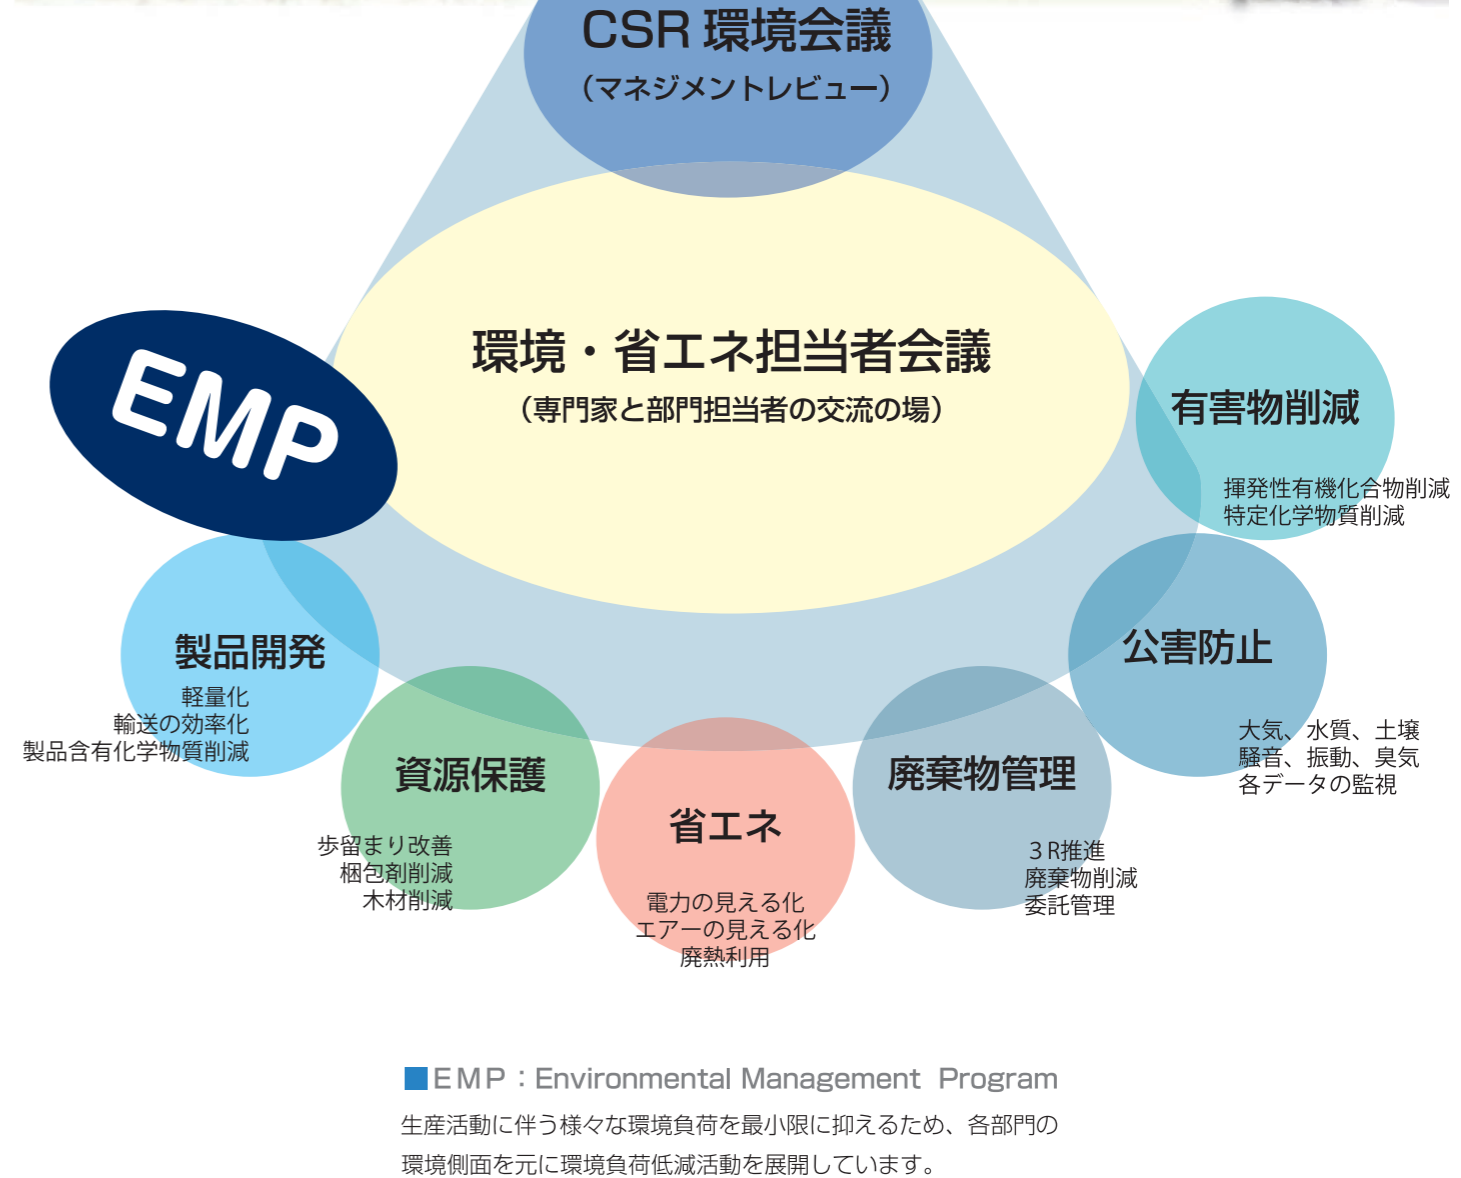 CSR 環境会議
（マネジメントレビュー）
環境・省エネ担当者会議
（専門家と部門担当者の交流の場）
EMP
有害物削減
揮発性有機化合物削減
特定化学物質削減
製品開発
軽量化
輸送の効率化
製品含有化学物質削減
公害防止
大気、水質、土壌
騒音、振動、臭気
各データの監視
資源保護
歩留まり改善
梱包剤削減
木材削減
廃棄物管理
３R推進
廃棄物削減
委託管理
省エネ
電力の見える化
エアーの見える化
廃熱利用
■EMP：Environmental Management Program
生産活動に伴う様々な環境負荷を最小限に抑えるため、各部門の
環境側面を元に環境負荷低減活動を展開しています。